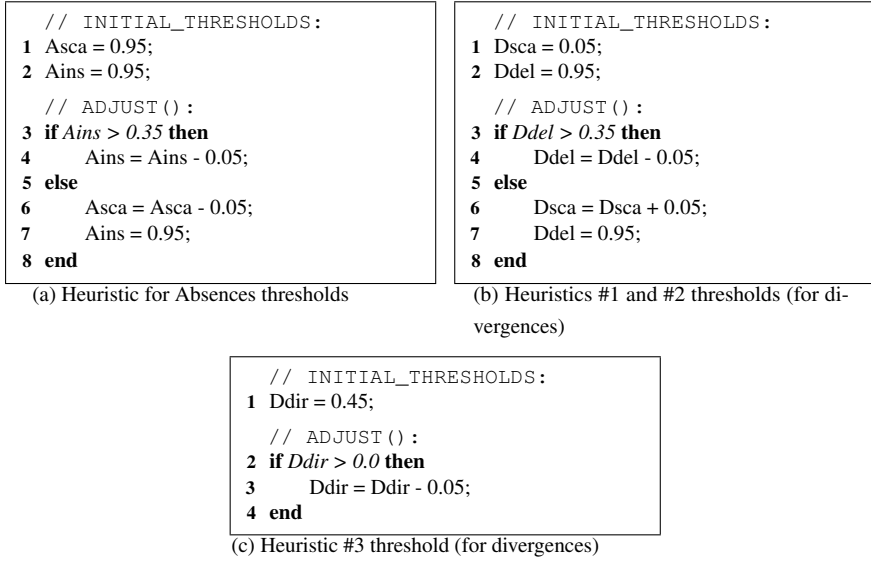 // INITIAL_THRESHOLDS:
1 Asca = 0.95;
2 Ains = 0.95;
// ADJUST():
3 if Ains > 0.35 then
4 Ains = Ains - 0.05;
5 else
6 Asca = Asca - 0.05;
7 Ains = 0.95;
8 end
(a) Heuristic for Absences thresholds
// INITIAL_THRESHOLDS:
1 Dsca = 0.05;
2 Ddel = 0.95;
// ADJUST():
3 if Ddel > 0.35 then
4 Ddel = Ddel - 0.05;
5 else
6 Dsca = Dsca + 0.05;
7 Ddel = 0.95;
8 end
(b) Heuristics #1 and #2 thresholds (for di-
vergences)
// INITIAL_THRESHOLDS:
1 Ddir = 0.45;
// ADJUST():
2 if Ddir > 0.0 then
3 Ddir = Ddir - 0.05;
4 end
(c) Heuristic #3 threshold (for divergences)